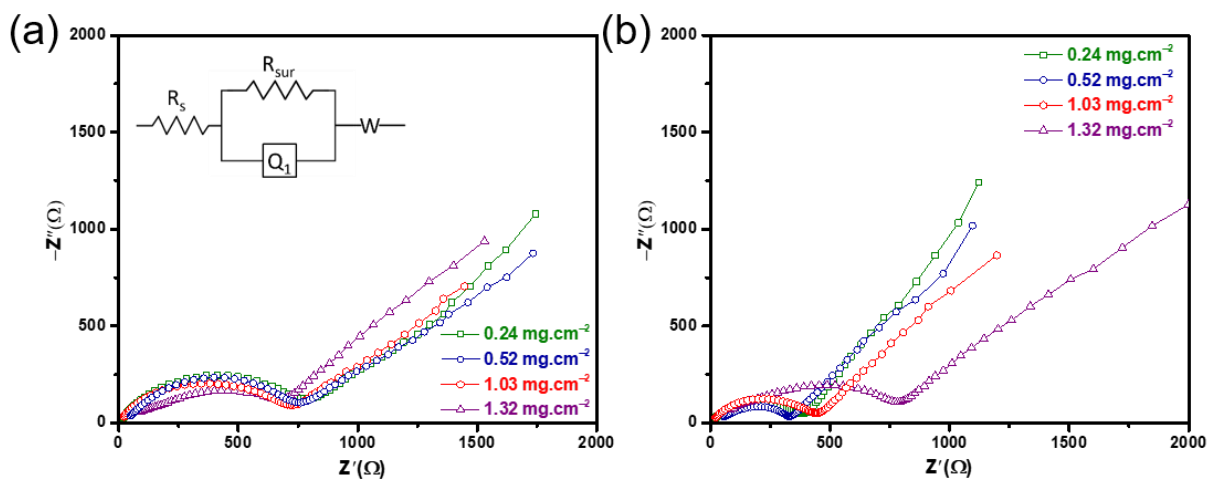 (a)
2000
1500
1000
500
0
−Z″(Ω)
R_sur
R_s
W
Q₁
0.24 mg.cm⁻²
0.52 mg.cm⁻²
1.03 mg.cm⁻²
1.32 mg.cm⁻²
0 500 1000 1500 2000
Z′(Ω)
(b)
2000
1500
1000
500
0
−Z″(Ω)
0.24 mg.cm⁻²
0.52 mg.cm⁻²
1.03 mg.cm⁻²
1.32 mg.cm⁻²
0 500 1000 1500 2000
Z′(Ω)